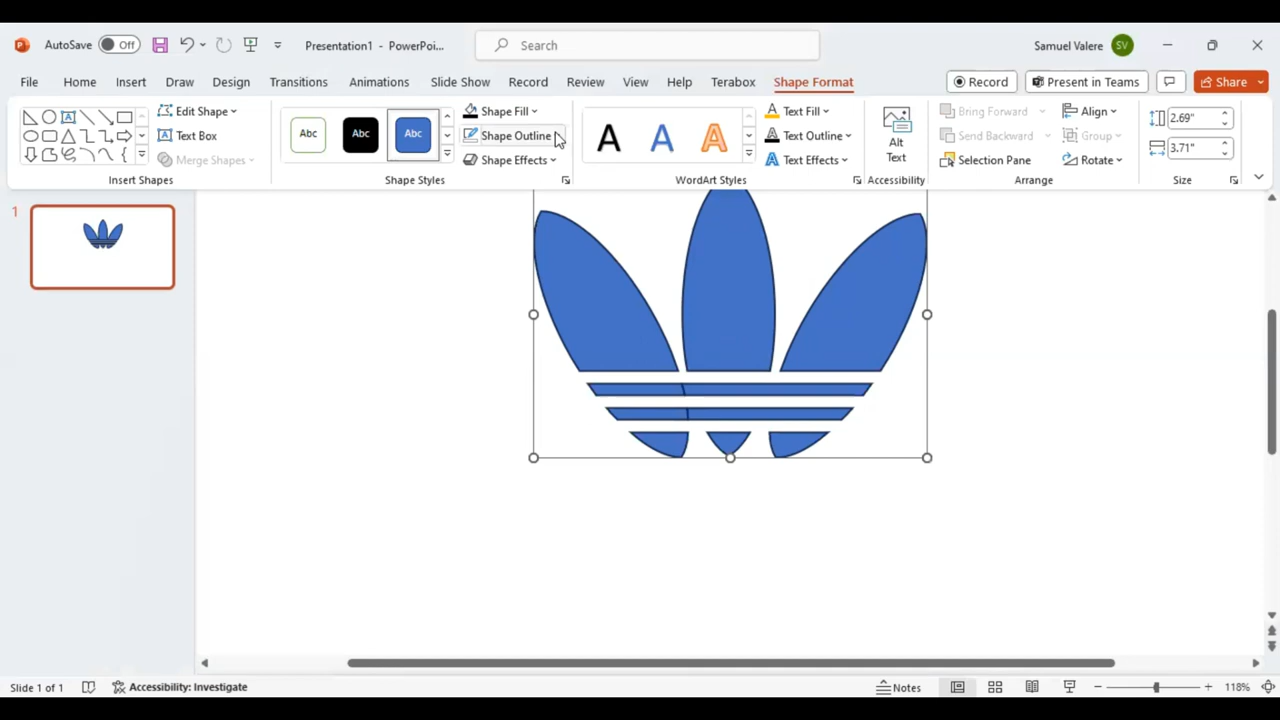 AutoSave Off Presentation1 - PowerPoi... Search Samuel Valere SV
File Home Insert Draw Design Transitions Animations Slide Show Record Review View Help Terabox Shape Format Record Present in Teams Share
Edit Shape
Text Box
Merge Shapes
Insert Shapes
Abc Abc Abc
Shape Fill
Shape Outline
Shape Effects
Shape Styles
A A A
Text Fill
Text Outline
Text Effects
WordArt Styles
Alt
Text
Accessibility
Bring Forward
Send Backward
Selection Pane
Align
Group
Rotate
Arrange
2.69"
3.71"
Size
1
Slide 1 of 1 Accessibility: Investigate Notes 118%